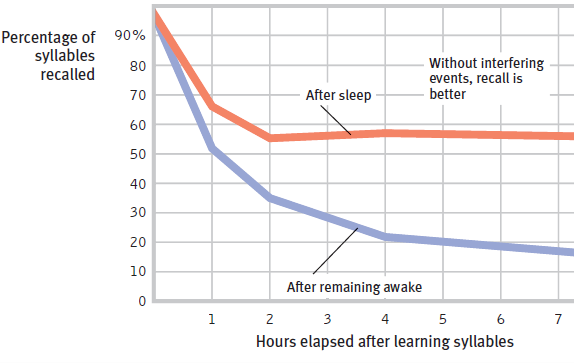 Percentage of
syllables
recalled
90%
80
70
60
50
40
30
20
10
0
Without interfering
events, recall is
better
After sleep
After remaining awake
1 2 3 4 5 6 7
Hours elapsed after learning syllables